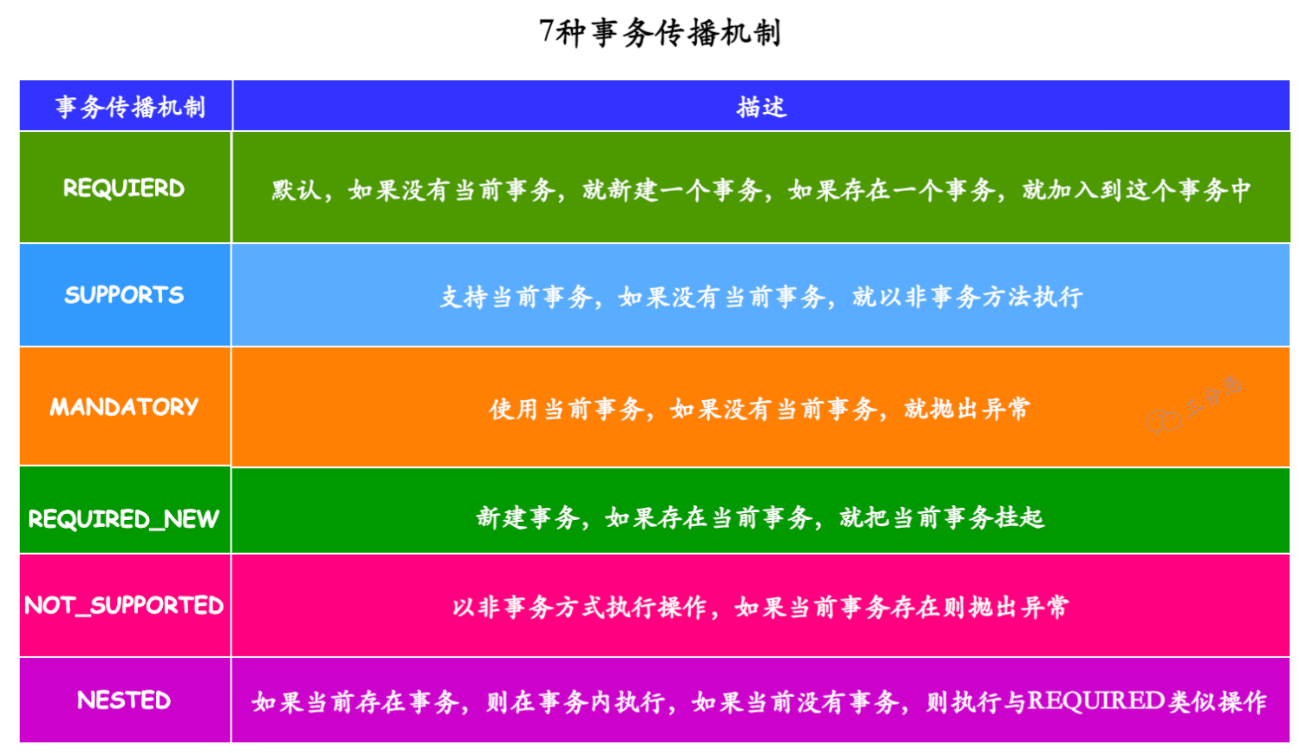 7种事务传播机制
事务传播机制 描述
REQUIERD 默认，如果没有当前事务，就新建一个事务，如果存在一个事务，就加入到这个事务中
SUPPORTS 支持当前事务，如果没有当前事务，就以非事务方法执行
MANDATORY 使用当前事务，如果没有当前事务，就抛出异常
三分恶
REQUIRED_NEW 新建事务，如果存在当前事务，就把当前事务挂起
NOT_SUPPORTED 以非事务方式执行操作，如果当前事务存在则抛出异常
NESTED 如果当前存在事务，则在事务内执行，如果当前没有事务，则执行与REQUIRED类似操作